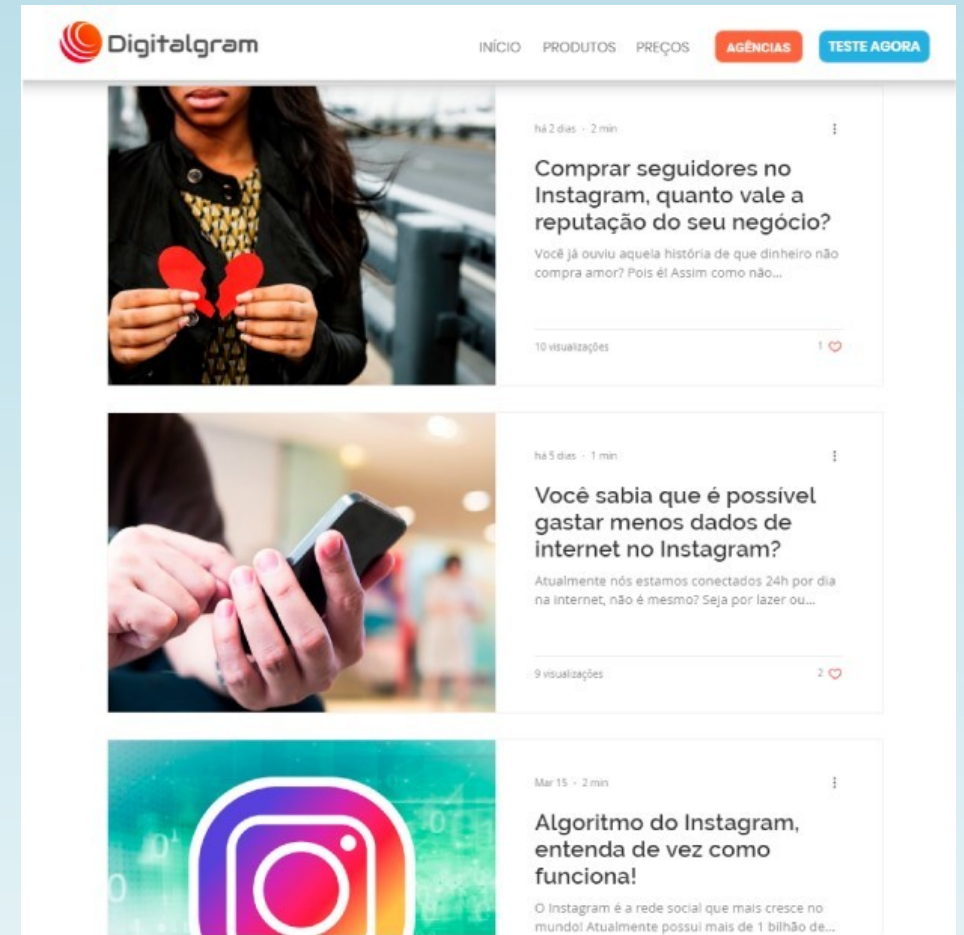 Digitalgram
INÍCIO PRODUTOS PREÇOS AGÊNCIAS TESTE AGORA
há 2 dias · 2 min
Comprar seguidores no
Instagram, quanto vale a
reputação do seu negócio?
Você já ouviu aquela história de que dinheiro não
compra amor? Pois é! Assim como não...
10 visualizações 1
há 5 dias · 1 min
Você sabia que é possível
gastar menos dados de
internet no Instagram?
Atualmente nós estamos conectados 24h por dia
na internet, não é mesmo? Seja por lazer ou...
9 visualizações 2
Mar 15 · 2 min
Algoritmo do Instagram,
entenda de vez como
funciona!
O Instagram é a rede social que mais cresce no
mundo! Atualmente possui mais de 1 bilhão de...